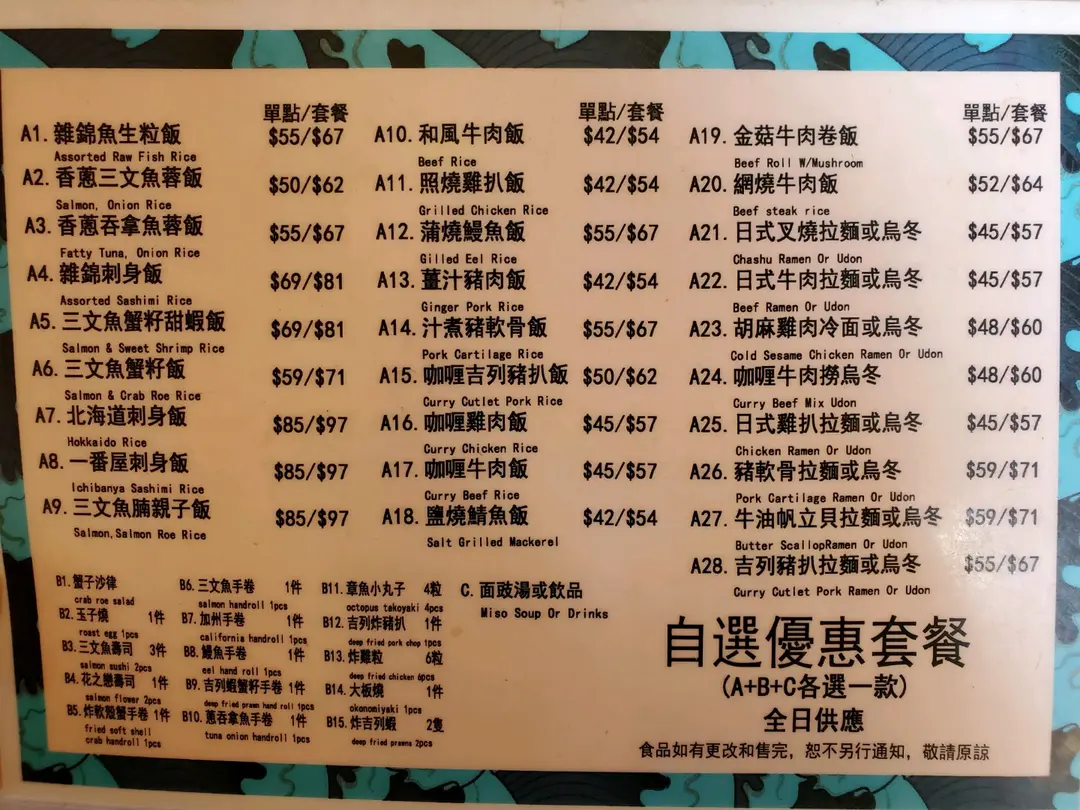 單點/套餐
A1. 雜錦魚生粒飯 $55/$67
Assorted Raw Fish Rice
A2. 香蔥三文魚蓉飯 $50/$62
Salmon, Onion Rice
A3. 香蔥吞拿魚蓉飯 $55/$67
Fatty Tuna, Onion Rice
A4. 雜錦刺身飯 $69/$81
Assorted Sashimi Rice
A5. 三文魚蟹籽甜蝦飯 $69/$81
Salmon & Sweet Shrimp Rice
A6. 三文魚蟹籽飯 $59/$71
Salmon & Crab Roe Rice
A7. 北海道刺身飯 $85/$97
Hokkaido Rice
A8. 一番屋刺身飯 $85/$97
Ichibanya Sashimi Rice
A9. 三文魚腩親子飯 $85/$97
Salmon,Salmon Roe Rice
單點/套餐
A10. 和風牛肉飯 $42/$54
Beef Rice
A11. 照燒雞扒飯 $42/$54
Grilled Chicken Rice
A12. 蒲燒鰻魚飯 $55/$67
Gilled Eel Rice
A13. 薑汁豬肉飯 $42/$54
Ginger Pork Rice
A14. 汁煮豬軟骨飯 $55/$67
Pork Cartilage Rice
A15. 咖喱吉列豬扒飯 $50/$62
Curry Cutlet Pork Rice
A16. 咖喱雞肉飯 $45/$57
Curry Chicken Rice
A17. 咖喱牛肉飯 $45/$57
Curry Beef Rice
A18. 鹽燒鯖魚飯 $42/$54
Salt Grilled Mackerel
單點/套餐
A19. 金菇牛肉卷飯 $55/$67
Beef Roll W/Mushroom
A20. 網燒牛肉飯 $52/$64
Beef steak rice
A21. 日式叉燒拉麵或烏冬 $45/$57
Chashu Ramen Or Udon
A22. 日式牛肉拉麵或烏冬 $45/$57
Beef Ramen Or Udon
A23. 胡麻雞肉冷面或烏冬 $48/$60
Cold Sesame Chicken Ramen Or Udon
A24. 咖喱牛肉撈烏冬 $48/$60
Curry Beef Mix Udon
A25. 日式雞扒拉麵或烏冬 $45/$57
Chicken Ramen Or Udon
A26. 豬軟骨拉麵或烏冬 $59/$71
Pork Cartilage Ramen Or Udon
A27. 牛油帆立貝拉麵或烏冬 $59/$71
Butter ScallopRamen Or Udon
A28. 吉列豬扒拉麵或烏冬 $55/$67
Curry Cutlet Pork Ramen Or Udon
B1. 蟹子沙律
crab roe salad
B2. 玉子燒 1件
roast egg 1pcs
B3. 三文魚壽司 3件
salmon sushi 2pcs
B4. 花之戀壽司 1件
salmon flower 2pcs
B5. 炸軟殼蟹手卷 1件
fried soft shell
crab handroll 1pcs
B6. 三文魚手卷 1件
salmon handroll 1pcs
B7. 加州手卷 1件
california handroll 1pcs
B8. 鰻魚手卷 1件
eel hand roll 1pcs
B9. 吉列蝦蟹籽手卷 1件
deep fried prawn hand roll 1pcs
B10. 蔥吞拿魚手卷 1件
tuna onion handroll 1pcs
B11. 章魚小丸子 4粒
octopus takoyaki 4pcs
B12. 吉列炸豬扒 1件
deep fried pork chop 1pcs
B13. 炸雞粒 6粒
deep fried chicken 6pcs
B14. 大板燒 1件
okonomiyaki 1pcs
B15. 炸吉列蝦 2隻
deep fried prawns 2pcs
C. 面豉湯或飲品
Miso Soup Or Drinks
自選優惠套餐
(A+B+C各選一款)
全日供應
食品如有更改和售完，恕不另行通知，敬請原諒